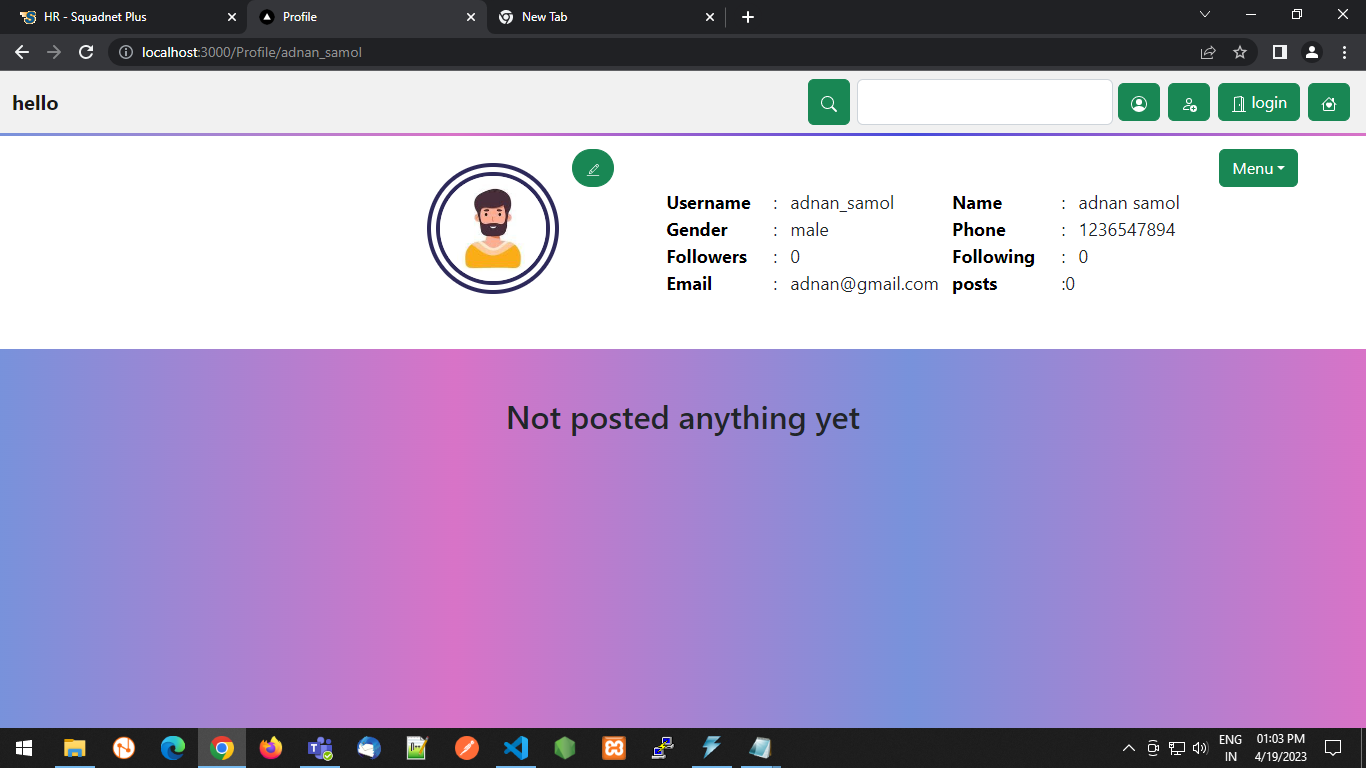 HR - Squadnet Plus
Profile
New Tab
localhost:3000/Profile/adnan_samol
hello
login
Menu
Username : adnan_samol Name : adnan samol
Gender : male Phone : 1236547894
Followers : 0 Following : 0
Email : adnan@gmail.com posts :0
Not posted anything yet
ENG
IN
01:03 PM
4/19/2023